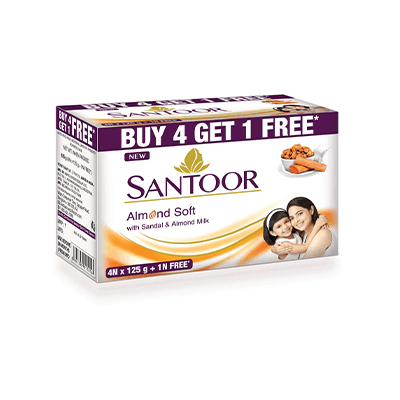 BUY 4 GET 1 FREE*
BUY 4
GET 1 FREE*
NEW
SANTOOR
Almond Soft
with Sandal & Almond Milk
4N x 125 g + 1N FREE*